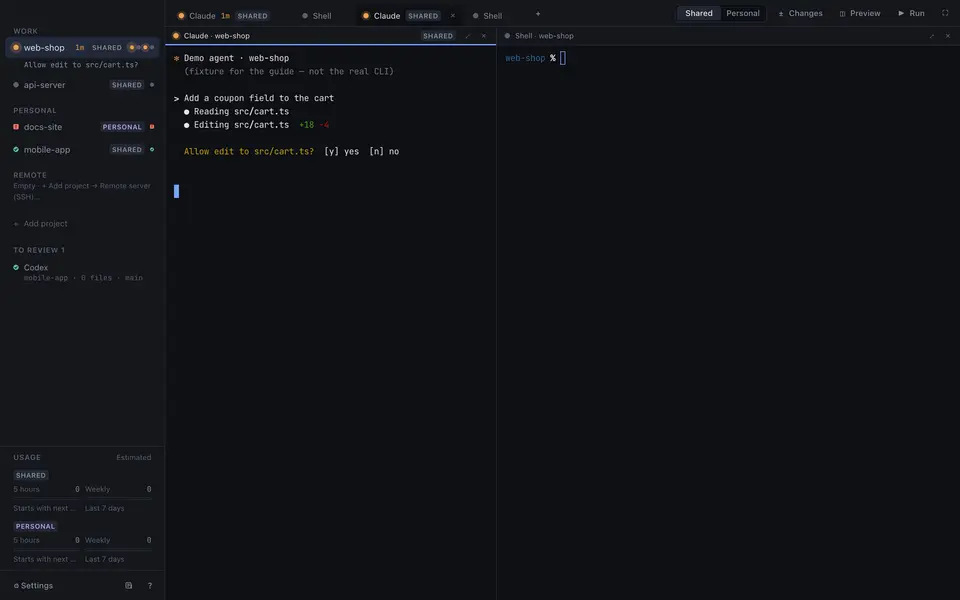 Claude 1m SHARED
Shell
Claude SHARED ×
Shell
+
Shared Personal
Changes
Preview
Run
WORK
web-shop 1m SHARED
Allow edit to src/cart.ts?
api-server SHARED
PERSONAL
docs-site PERSONAL
mobile-app SHARED
REMOTE
Empty · + Add project → Remote server
(SSH)…
+ Add project
TO REVIEW 1
Codex
mobile-app · 0 files · main
USAGE Estimated
SHARED
5 hours 0 Weekly 0
Starts with next … Last 7 days
PERSONAL
5 hours 0 Weekly 0
Starts with next … Last 7 days
Settings ?
Claude · web-shop SHARED ×
Demo agent · web-shop
(fixture for the guide — not the real CLI)
> Add a coupon field to the cart
● Reading src/cart.ts
● Editing src/cart.ts +18 -4
Allow edit to src/cart.ts? [y] yes [n] no
Shell · web-shop ×
web-shop %